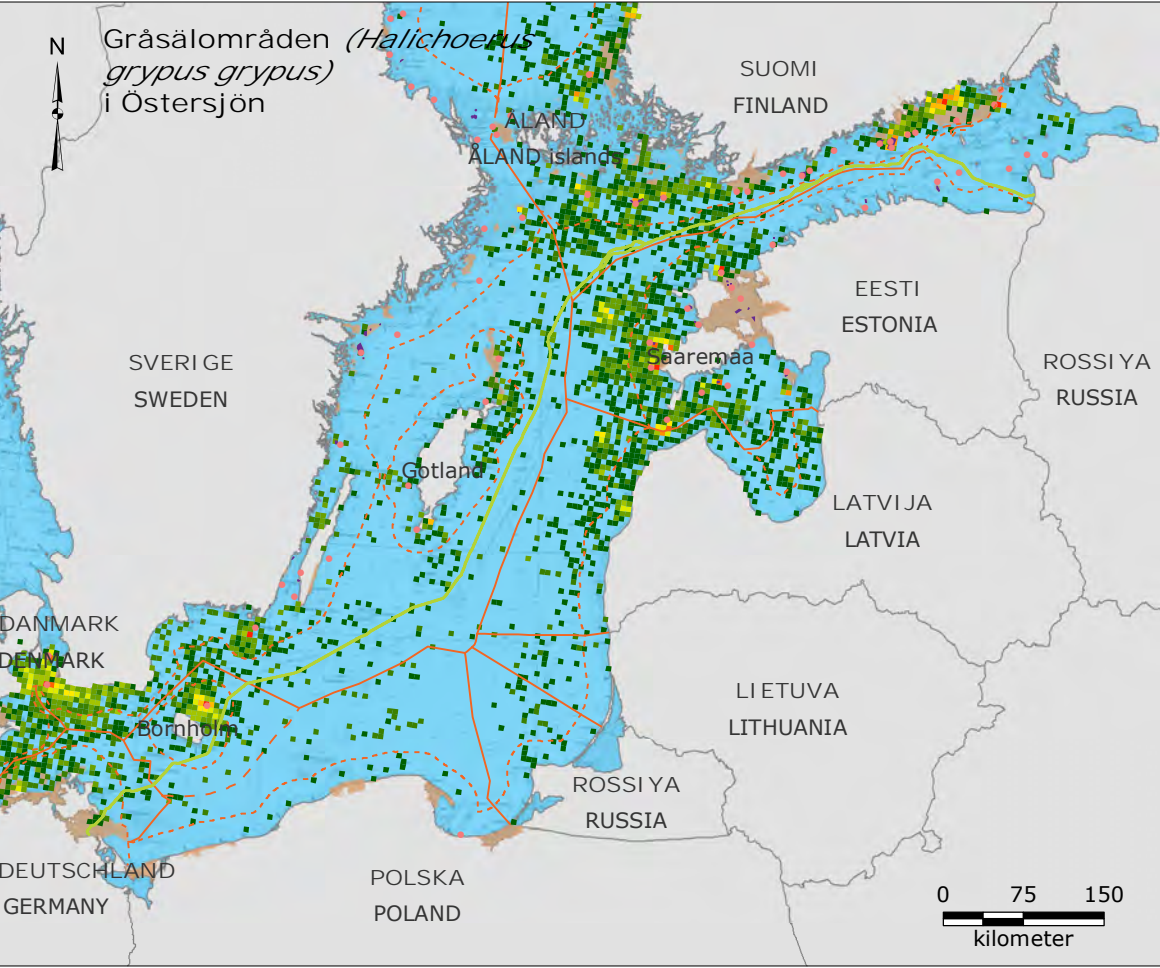 Gråsälområden (Halichoerus
grypus grypus)
i Östersjön
N
SUOMI
FINLAND
ÅLAND
ÅLAND islands
EESTI
ESTONIA
Saaremaa
SVERIGE
SWEDEN
ROSSIYA
RUSSIA
Gotland
LATVIJA
LATVIA
DANMARK
DENMARK
LIETUVA
LITHUANIA
Bornholm
ROSSIYA
RUSSIA
DEUTSCHLAND
GERMANY
POLSKA
POLAND
0 75 150
kilometer